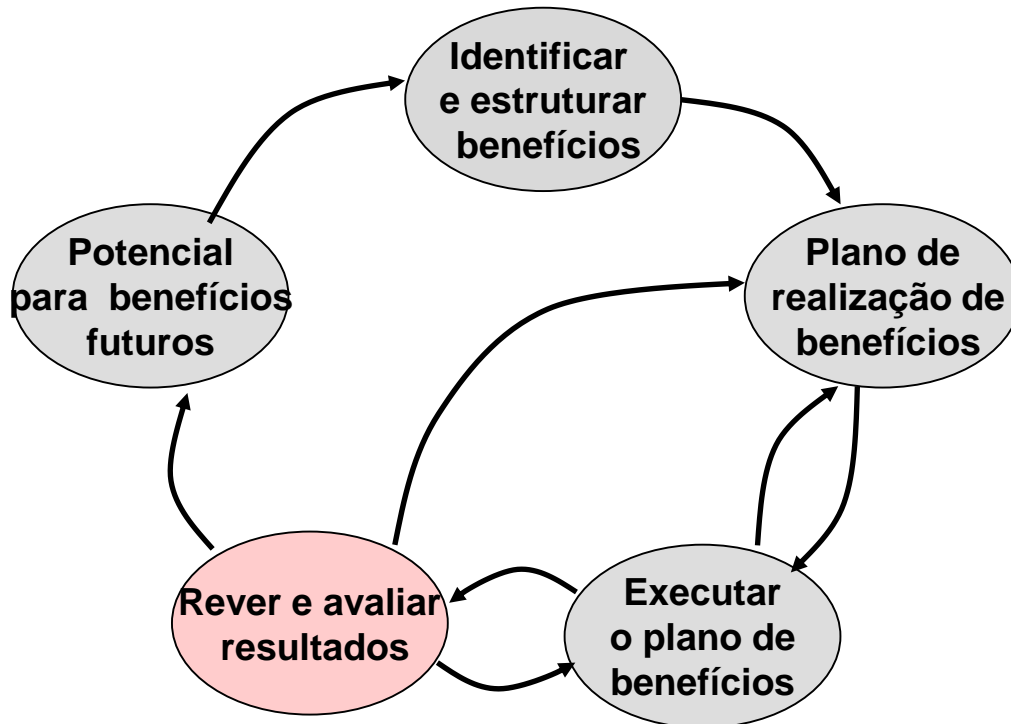 Identificar
e estruturar
benefícios
Potencial
para benefícios
futuros
Plano de
realização de
benefícios
Rever e avaliar
resultados
Executar
o plano de
benefícios